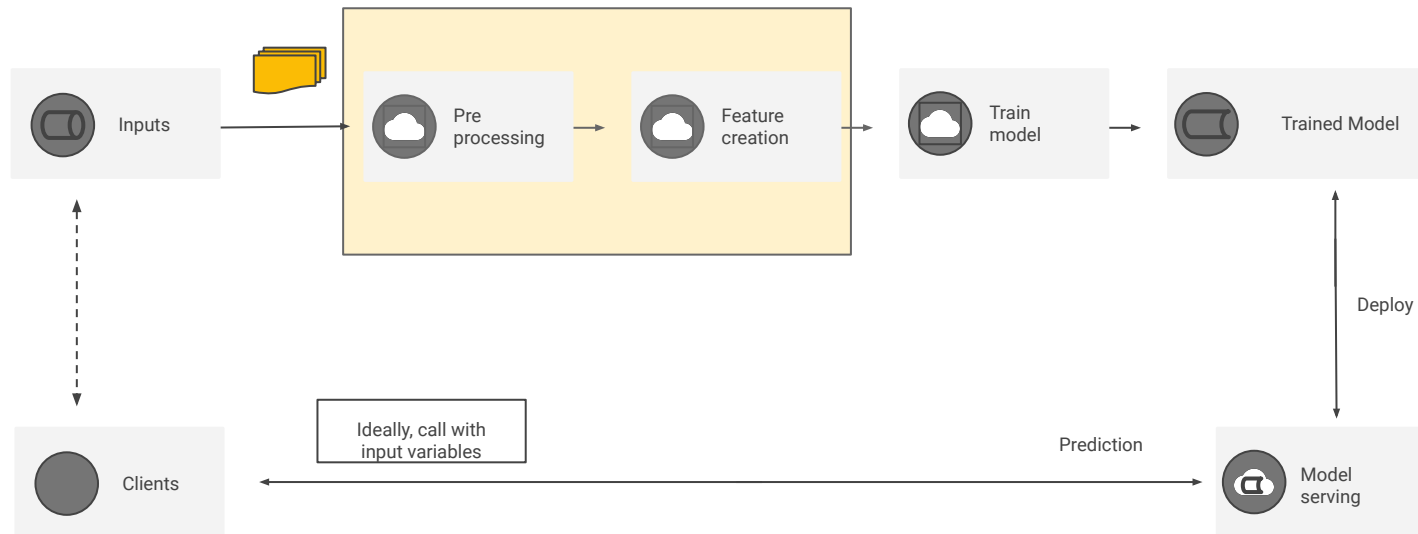 Inputs
Pre
processing
Feature
creation
Train
model
Trained Model
Deploy
Ideally, call with
input variables
Prediction
Clients
Model
serving